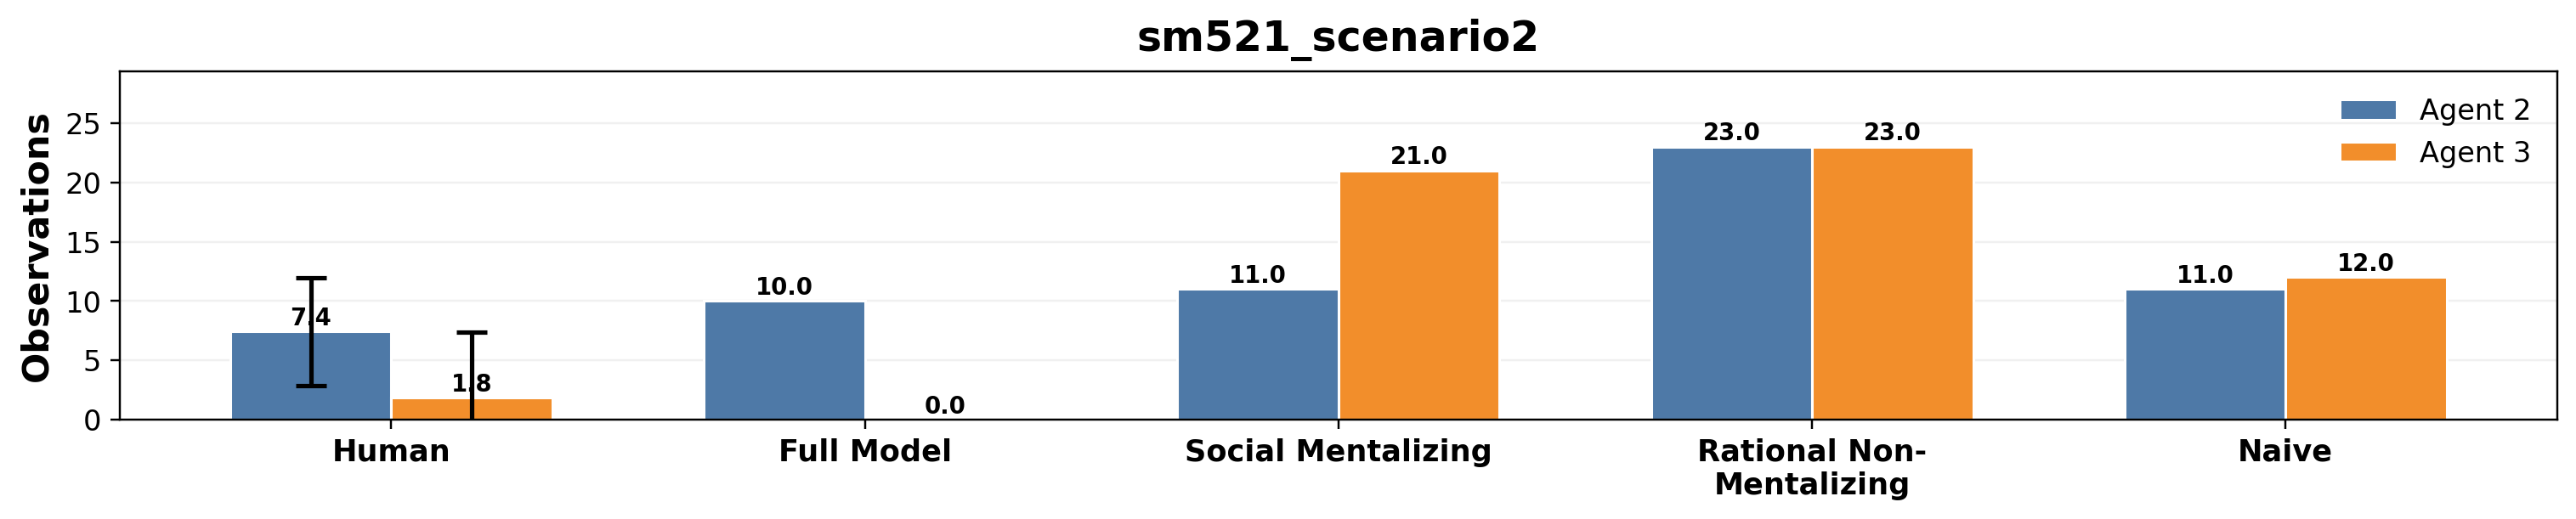 sm521_scenario2
Observations
25
20
15
10
5
0
Agent 2
Agent 3
7.4
1.8
10.0
0.0
11.0
21.0
23.0
23.0
11.0
12.0
Human
Full Model
Social Mentalizing
Rational Non-
Mentalizing
Naive